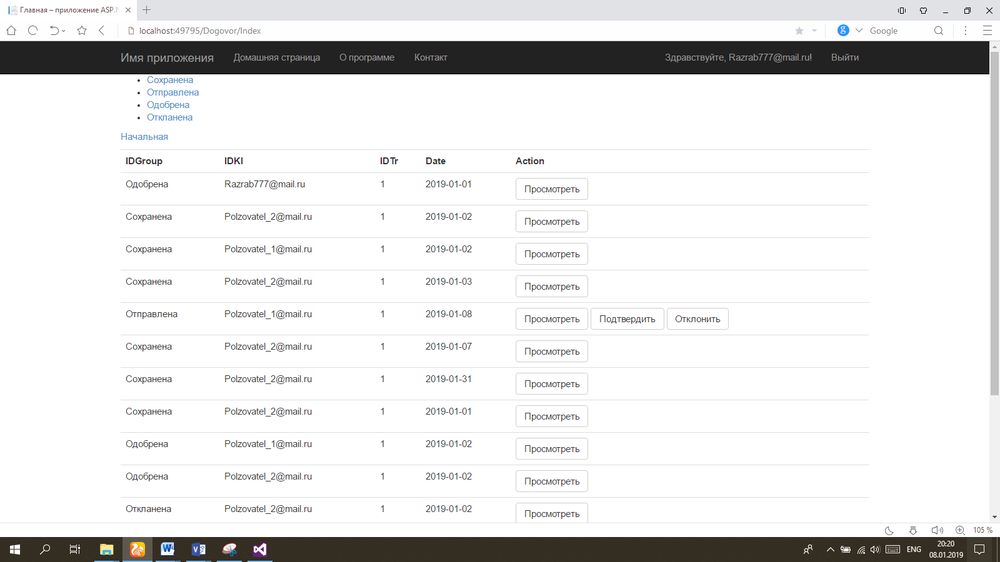 Главная – приложение ASP.N
localhost:49795/Dogovor/Index
Google
Имя приложения Домашняя страница О программе Контакт Здравствуйте, Razrab777@mail.ru! Выйти
Сохранена
Отправлена
Одобрена
Откланена
Начальная
IDGroup IDKl IDTr Date Action
Одобрена Razrab777@mail.ru 1 2019-01-01 Просмотреть
Сохранена Polzovatel_2@mail.ru 1 2019-01-02 Просмотреть
Сохранена Polzovatel_1@mail.ru 1 2019-01-02 Просмотреть
Сохранена Polzovatel_2@mail.ru 1 2019-01-03 Просмотреть
Отправлена Polzovatel_1@mail.ru 1 2019-01-08 Просмотреть Подтвердить Отклонить
Сохранена Polzovatel_2@mail.ru 1 2019-01-07 Просмотреть
Сохранена Polzovatel_2@mail.ru 1 2019-01-31 Просмотреть
Сохранена Polzovatel_2@mail.ru 1 2019-01-01 Просмотреть
Одобрена Polzovatel_1@mail.ru 1 2019-01-02 Просмотреть
Одобрена Polzovatel_2@mail.ru 1 2019-01-02 Просмотреть
Откланена Polzovatel_2@mail.ru 1 2019-01-02 Просмотреть
105 %
ENG
20:20
08.01.2019